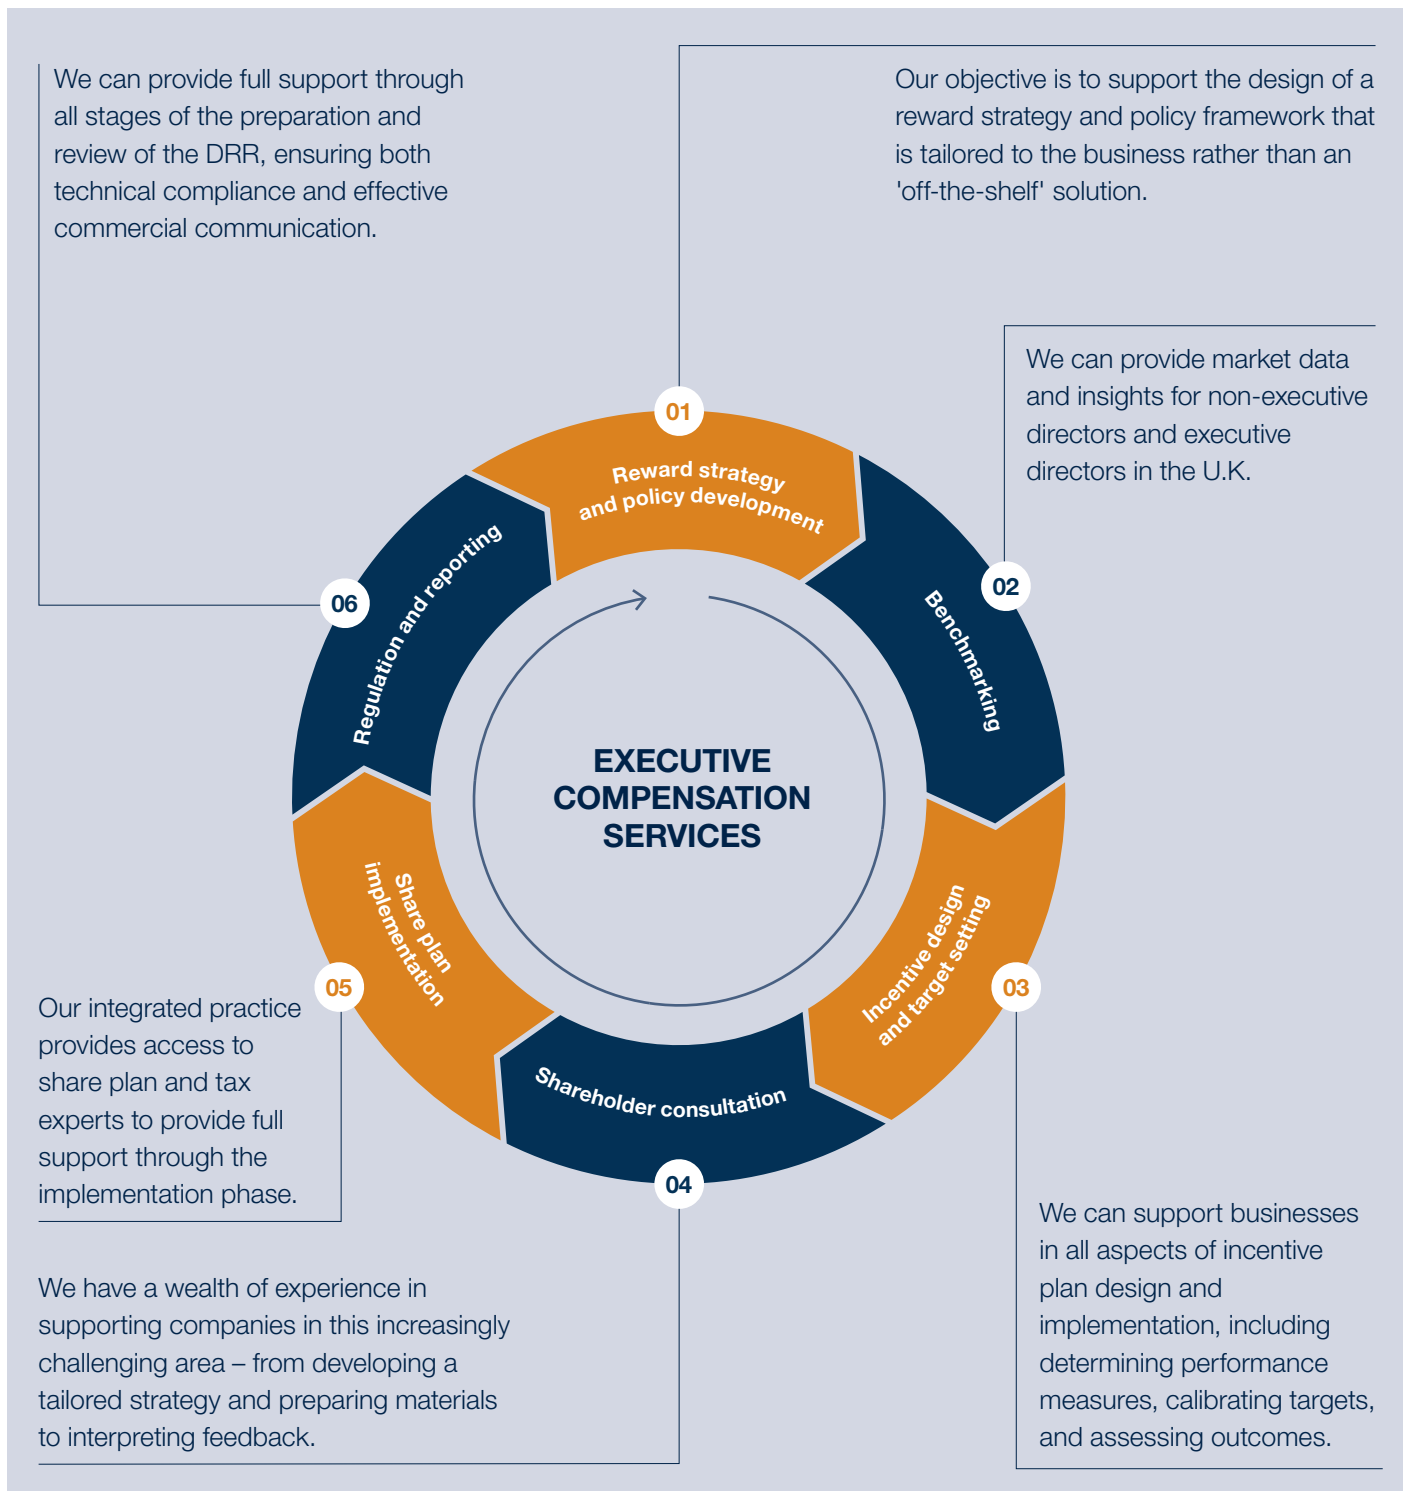 We can provide full support through
all stages of the preparation and
review of the DRR, ensuring both
technical compliance and effective
commercial communication.
Our objective is to support the design of a
reward strategy and policy framework that
is tailored to the business rather than an
'off-the-shelf' solution.
We can provide market data
and insights for non-executive
directors and executive
directors in the U.K.
01
Reward strategy
and policy development
02
Benchmarking
03
Incentive design
and target setting
04
Shareholder consultation
05
Share plan
implementation
06
Regulation and reporting
EXECUTIVE
COMPENSATION
SERVICES
Our integrated practice
provides access to
share plan and tax
experts to provide full
support through the
implementation phase.
We have a wealth of experience in
supporting companies in this increasingly
challenging area – from developing a
tailored strategy and preparing materials
to interpreting feedback.
We can support businesses
in all aspects of incentive
plan design and
implementation, including
determining performance
measures, calibrating targets,
and assessing outcomes.